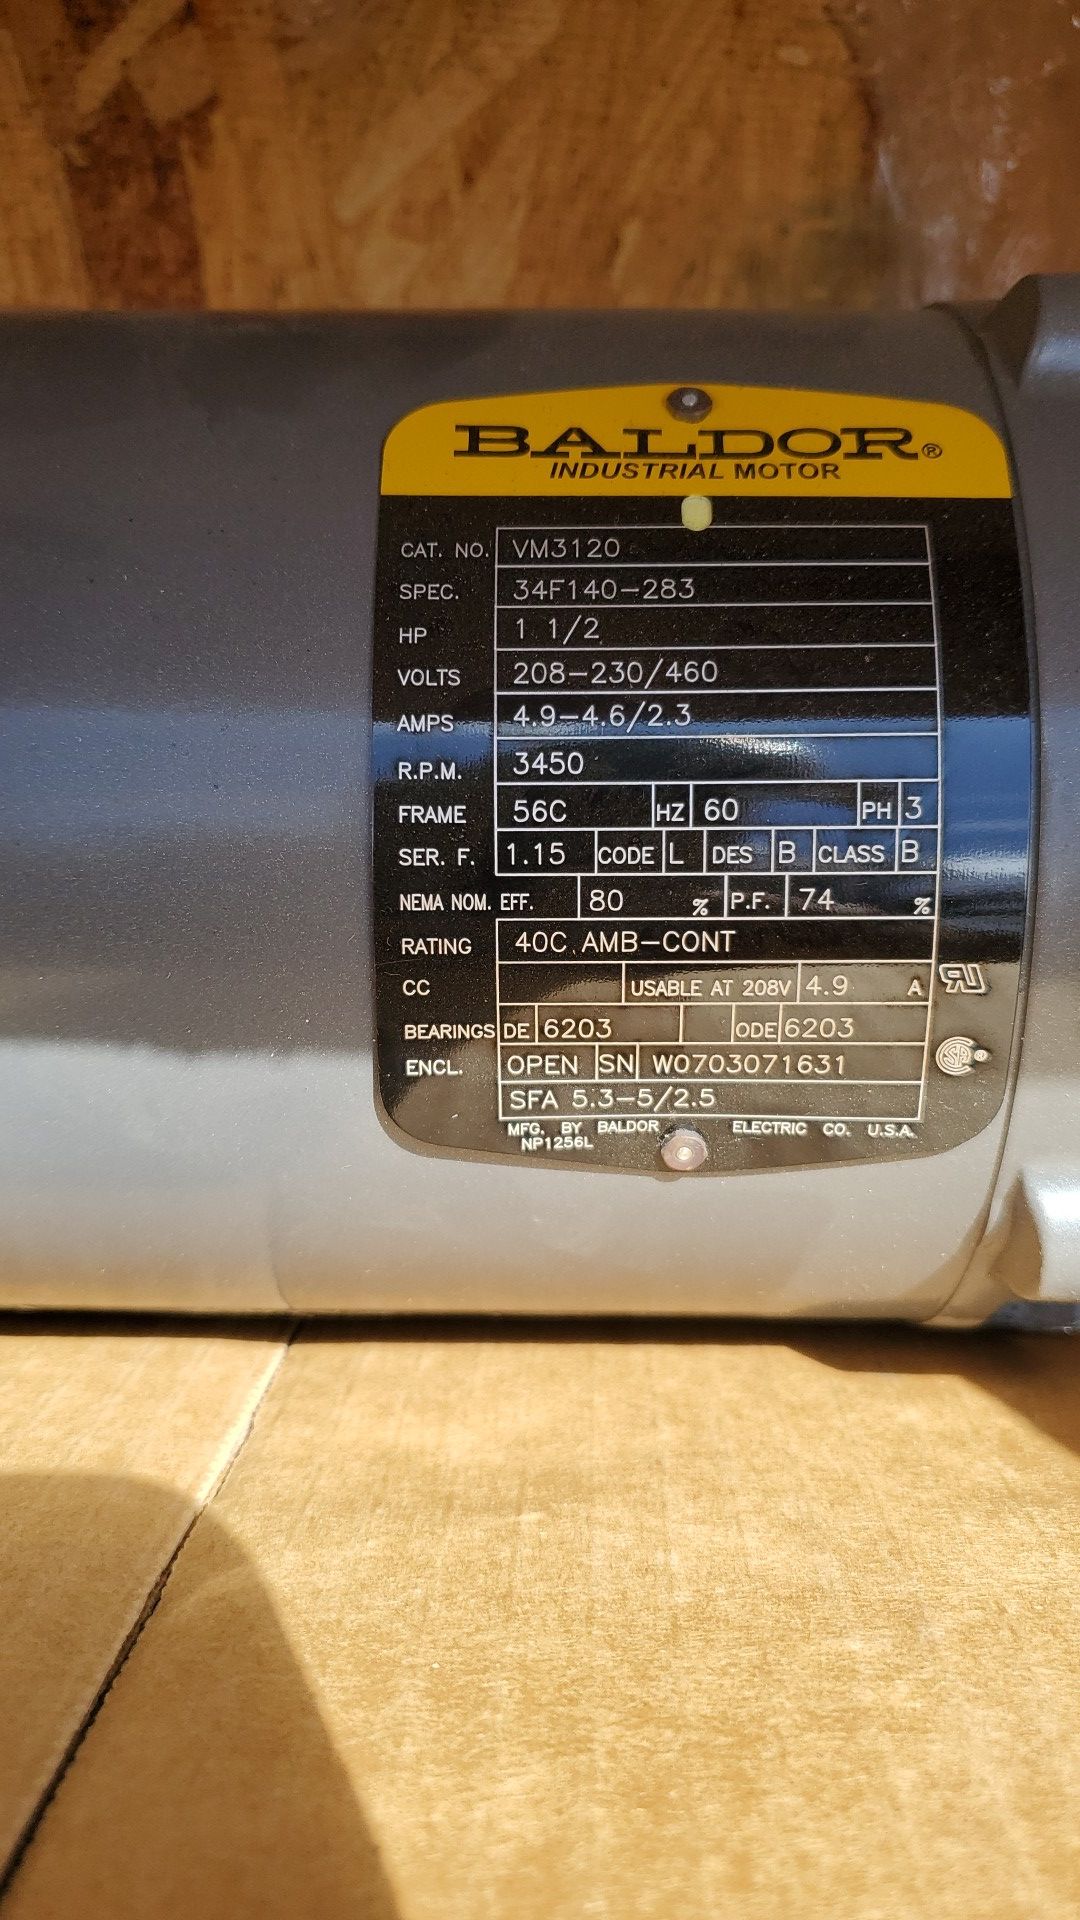 BALDOR®
INDUSTRIAL MOTOR
CAT. NO. VM3120
SPEC. 34F140-283
HP 1 1/2
VOLTS 208-230/460
AMPS 4.9-4.6/2.3
R.P.M. 3450
FRAME 56C HZ 60 PH 3
SER. F. 1.15 CODE L DES B CLASS B
NEMA NOM. EFF. 80 % P.F. 74 %
RATING 40C AMB-CONT
CC USABLE AT 208V 4.9 A
BEARINGS DE 6203 ODE 6203
ENCL. OPEN SN W0703071631
SFA 5.3-5/2.5
MFG. BY BALDOR ELECTRIC CO. U.S.A.
NP1256L